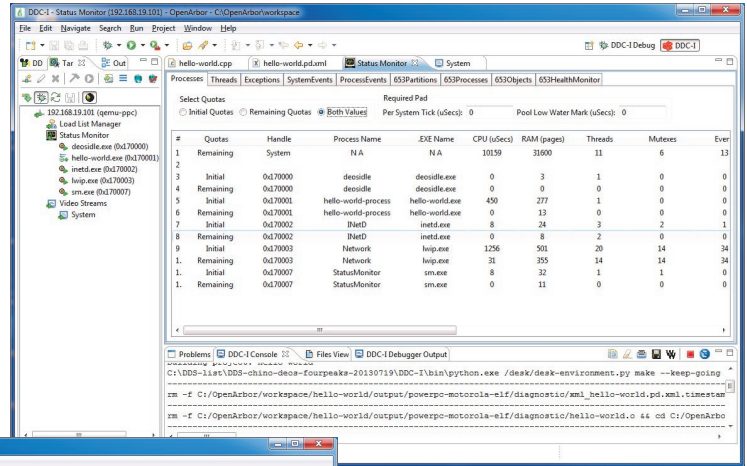 DDC-I - Status Monitor (192.168.19.101) - OpenArbor - C:\OpenArbor\workspace
File Edit Navigate Search Run Project Window Help
DDC-I Debug DDC-I
DD Tar Out
hello-world.cpp hello-world.pd.xml Status Monitor System
192.168.19.101 (qemu-ppc)
Load List Manager
Status Monitor
deosidle.exe (0x170000)
hello-world.exe (0x170001)
inetd.exe (0x170002)
lwip.exe (0x170003)
sm.exe (0x170007)
Video Streams
System
Processes Threads Exceptions SystemEvents ProcessEvents 653Partitions 653Processes 653Objects 653HealthMonitor
Select Quotas Required Pad
Initial Quotas Remaining Quotas Both Values Per System Tick (uSecs): 0 Pool Low Water Mark (uSecs): 0
# Quotas Handle Process Name .EXE Name CPU (uSecs) RAM (pages) Threads Mutexes Ever
1 Remaining System N A N A 10159 31600 11 6 13
2
3 Initial 0x170000 deosidle deosidle.exe 0 3 1 0 0
4 Remaining 0x170000 deosidle deosidle.exe 0 0 0 0 0
5 Initial 0x170001 hello-world-process hello-world.exe 450 277 1 0 0
6 Remaining 0x170001 hello-world-process hello-world.exe 0 13 0 0 0
7 Initial 0x170002 INetD inetd.exe 8 24 3 2 1
8 Remaining 0x170002 INetD inetd.exe 0 8 2 0 0
9 Initial 0x170003 Network lwip.exe 1256 501 20 14 34
1. Remaining 0x170003 Network lwip.exe 31 355 14 14 34
1. Initial 0x170007 StatusMonitor sm.exe 8 32 1 1 0
1. Remaining 0x170007 StatusMonitor sm.exe 0 11 0 0 0
Problems DDC-I Console Files View DDC-I Debugger Output
C:\DDS-list\DDS-chino-deos-fourpeaks-20130719\DDC-I\bin\python.exe /desk/desk-environment.py make --keep-going
rm -f C:/OpenArbor/workspace/hello-world/output/powerpc-motorola-elf/diagnostic/xml_hello-world.pd.xml.timestam
rm -f C:/OpenArbor/workspace/hello-world/output/powerpc-motorola-elf/diagnostic/hello-world.o && cd C:/OpenArbo